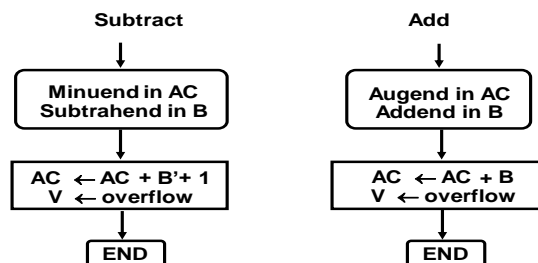 Subtract
Minuend in AC
Subtrahend in B
AC ← AC + B'+ 1
V ← overflow
END
Add
Augend in AC
Addend in B
AC ← AC + B
V ← overflow
END